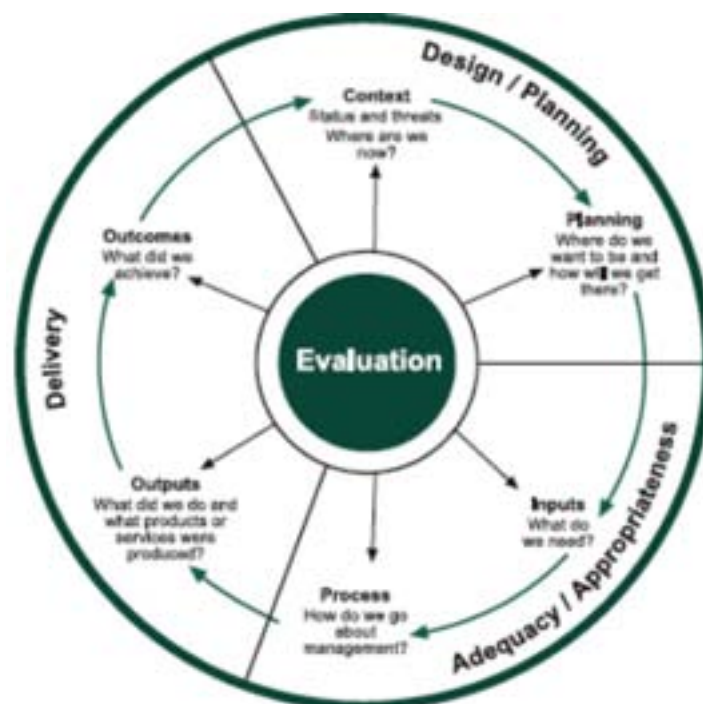 Design / Planning
Context
Status and threats
Where are we
now?
Planning
Where do we
want to be and
how will we get
there?
Outcomes
What did we
achieve?
Evaluation
Delivery
Outputs
What did we do and
what products or
services were
produced?
Inputs
What do
we need?
Process
How do we go
about
management?
Adequacy / Appropriateness